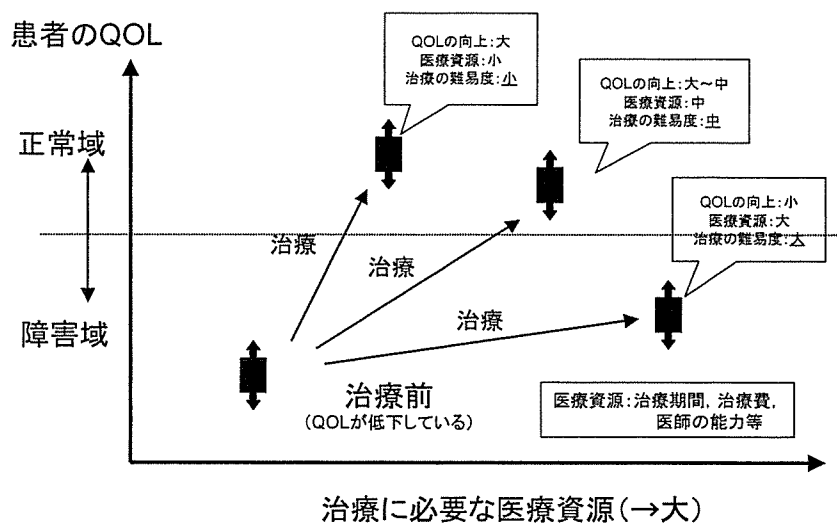 患者のQOL
QOLの向上:大
医療資源:小
治療の難易度:小
QOLの向上:大～中
医療資源:中
治療の難易度:中
正常域
QOLの向上:小
医療資源:大
治療の難易度:大
治療
治療
治療
障害域
治療前
(QOLが低下している)
医療資源:治療期間,治療費,
医師の能力等
治療に必要な医療資源(→大)